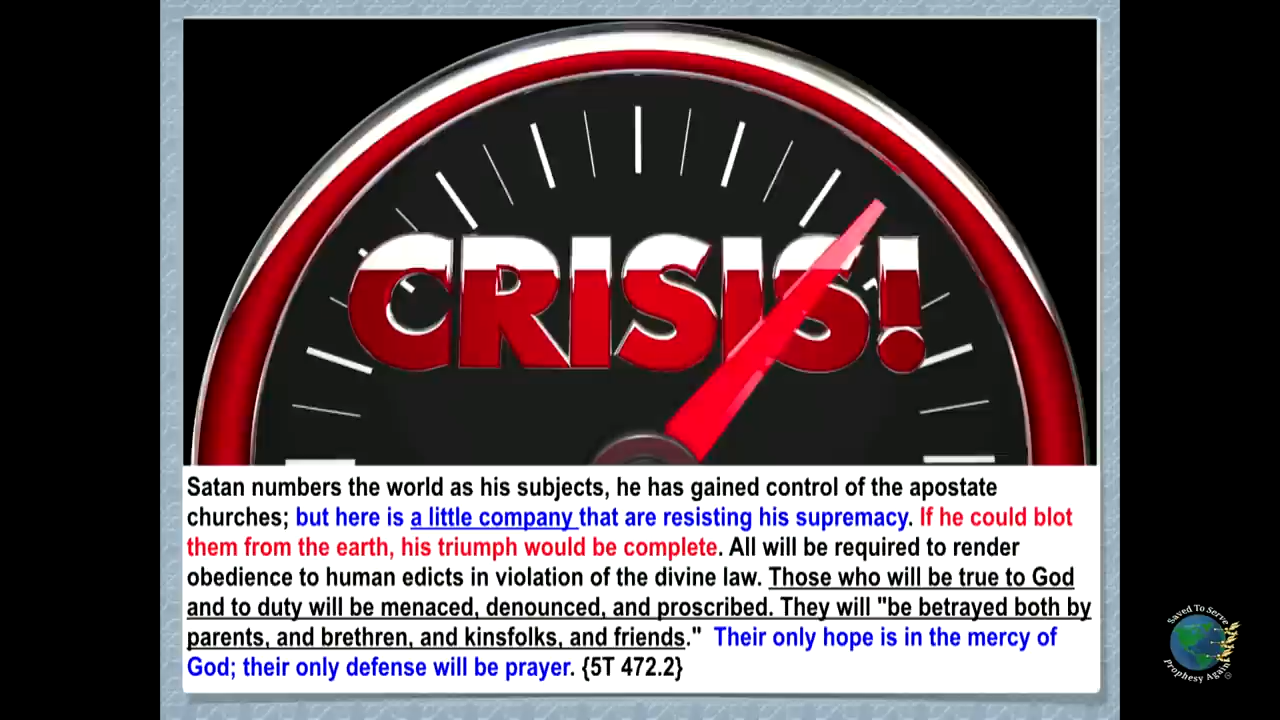 CRISIS!
Satan numbers the world as his subjects, he has gained control of the apostate
churches; but here is a little company that are resisting his supremacy. If he could blot
them from the earth, his triumph would be complete. All will be required to render
obedience to human edicts in violation of the divine law. Those who will be true to God
and to duty will be menaced, denounced, and proscribed. They will "be betrayed both by
parents, and brethren, and kinsfolks, and friends." Their only hope is in the mercy of
God; their only defense will be prayer. {5T 472.2}
Saved To Serve
Prophesy Again